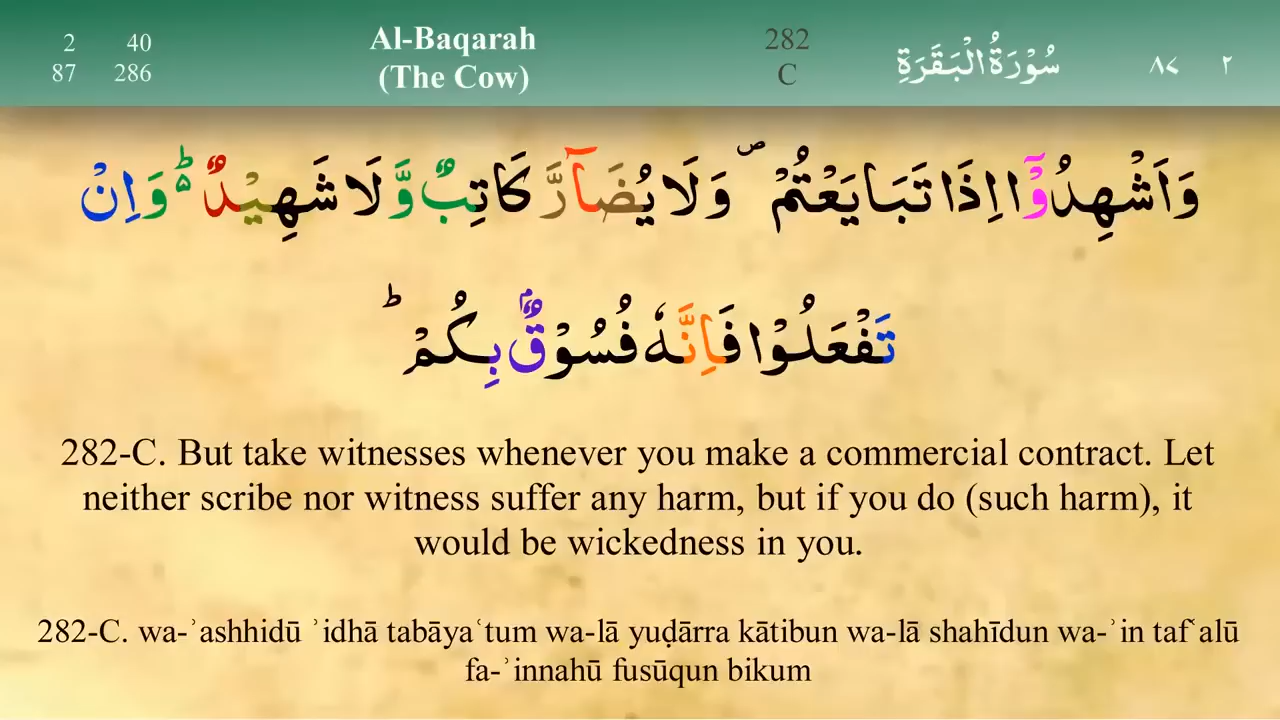 2 40
87 286
Al-Baqarah
(The Cow)
282
C
سُوْرَةُ الْبَقَرَةِ
٨٧ ٢
وَاَشْهِدُوْٓا اِذَا تَبَايَعْتُمْ ۪ وَلَا يُضَآرَّ كَاتِبٌ وَّلَا شَهِيْدٌ ؕ۬ وَاِنْ
تَفْعَلُوْا فَاِنَّهٗ فُسُوْقٌۢ بِكُمْ ؕ
282-C. But take witnesses whenever you make a commercial contract. Let
neither scribe nor witness suffer any harm, but if you do (such harm), it
would be wickedness in you.
282-C. wa-ʾashhidū ʾidhā tabāyaʿtum wa-lā yuḍārra kātibun wa-lā shahīdun wa-ʾin tafʿalū
fa-ʾinnahū fusūqun bikum